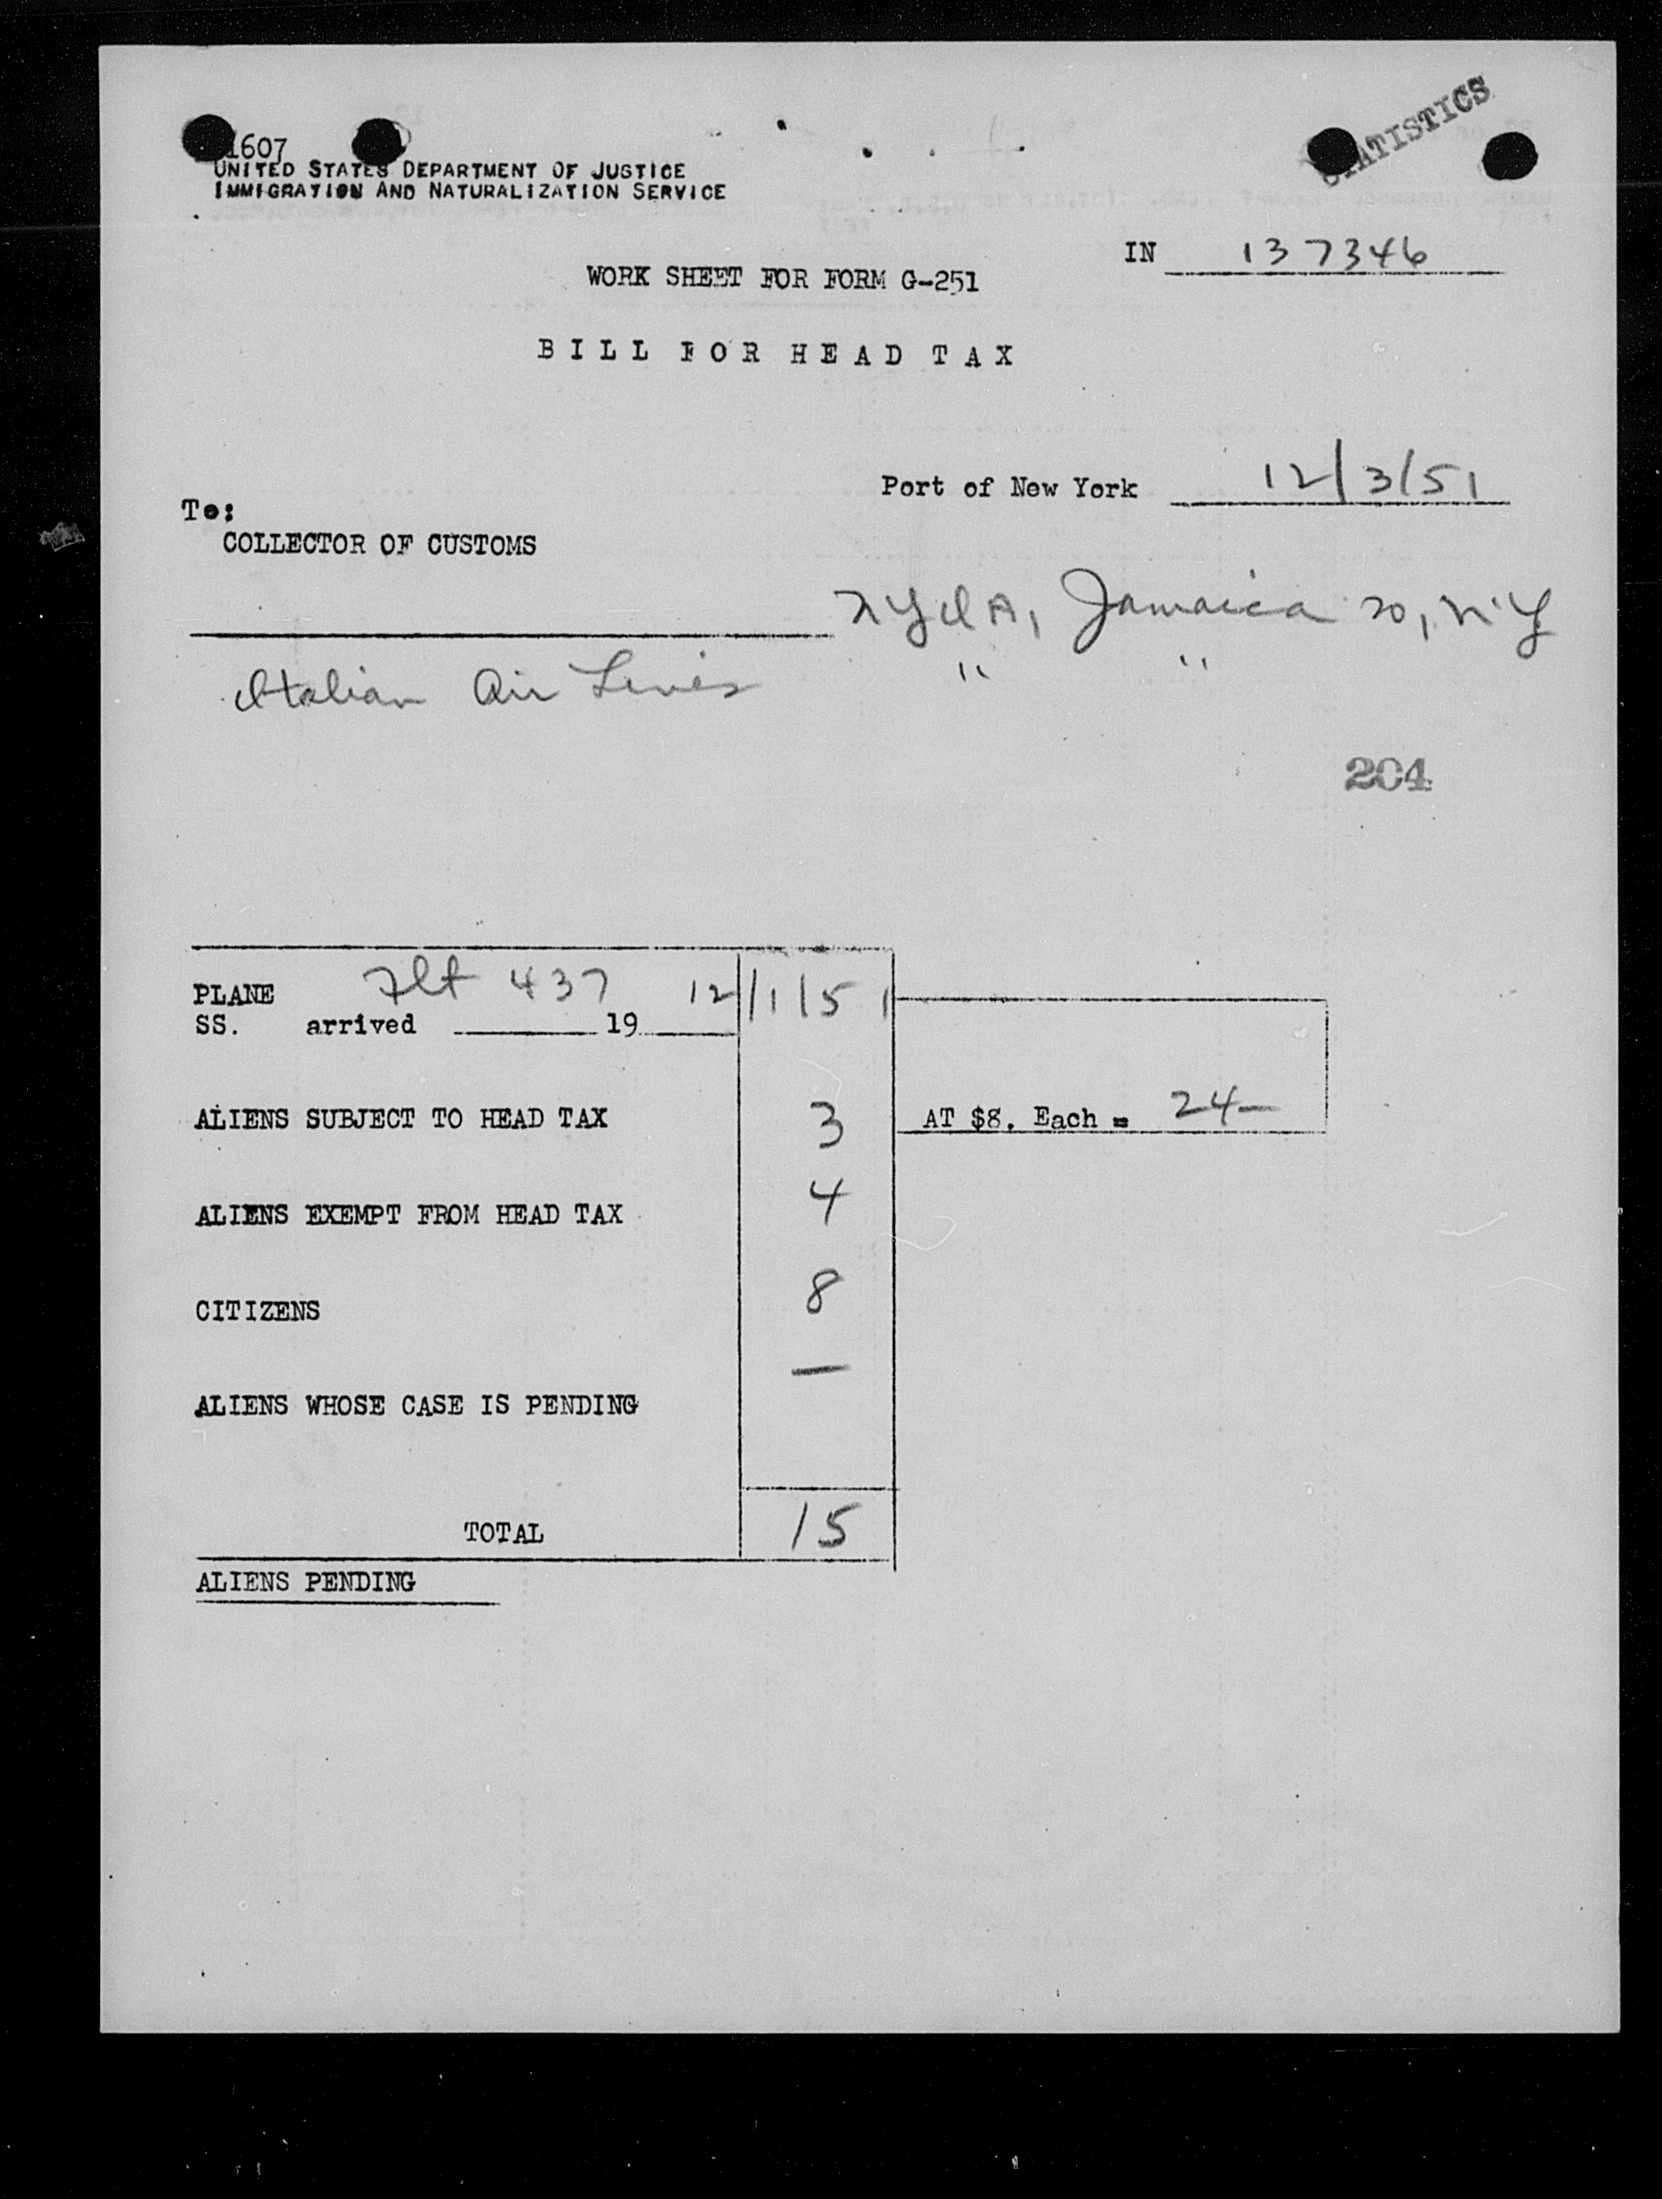 1607
STATISTICS
UNITED STATES DEPARTMENT OF JUSTICE
IMMIGRATION AND NATURALIZATION SERVICE
IN 137346
WORK SHEET FOR FORM G-251
BILL FOR HEAD TAX
Port of New York 12/3/51
To:
COLLECTOR OF CUSTOMS
NYIA, Jamaica 20, N.Y
Italian Air Lines " "
204
PLANE Flt 437 12/1/51
SS. arrived 19
ALIENS SUBJECT TO HEAD TAX 3 AT $8. Each = 24-
ALIENS EXEMPT FROM HEAD TAX 4
CITIZENS 8
ALIENS WHOSE CASE IS PENDING —
TOTAL 15
ALIENS PENDING